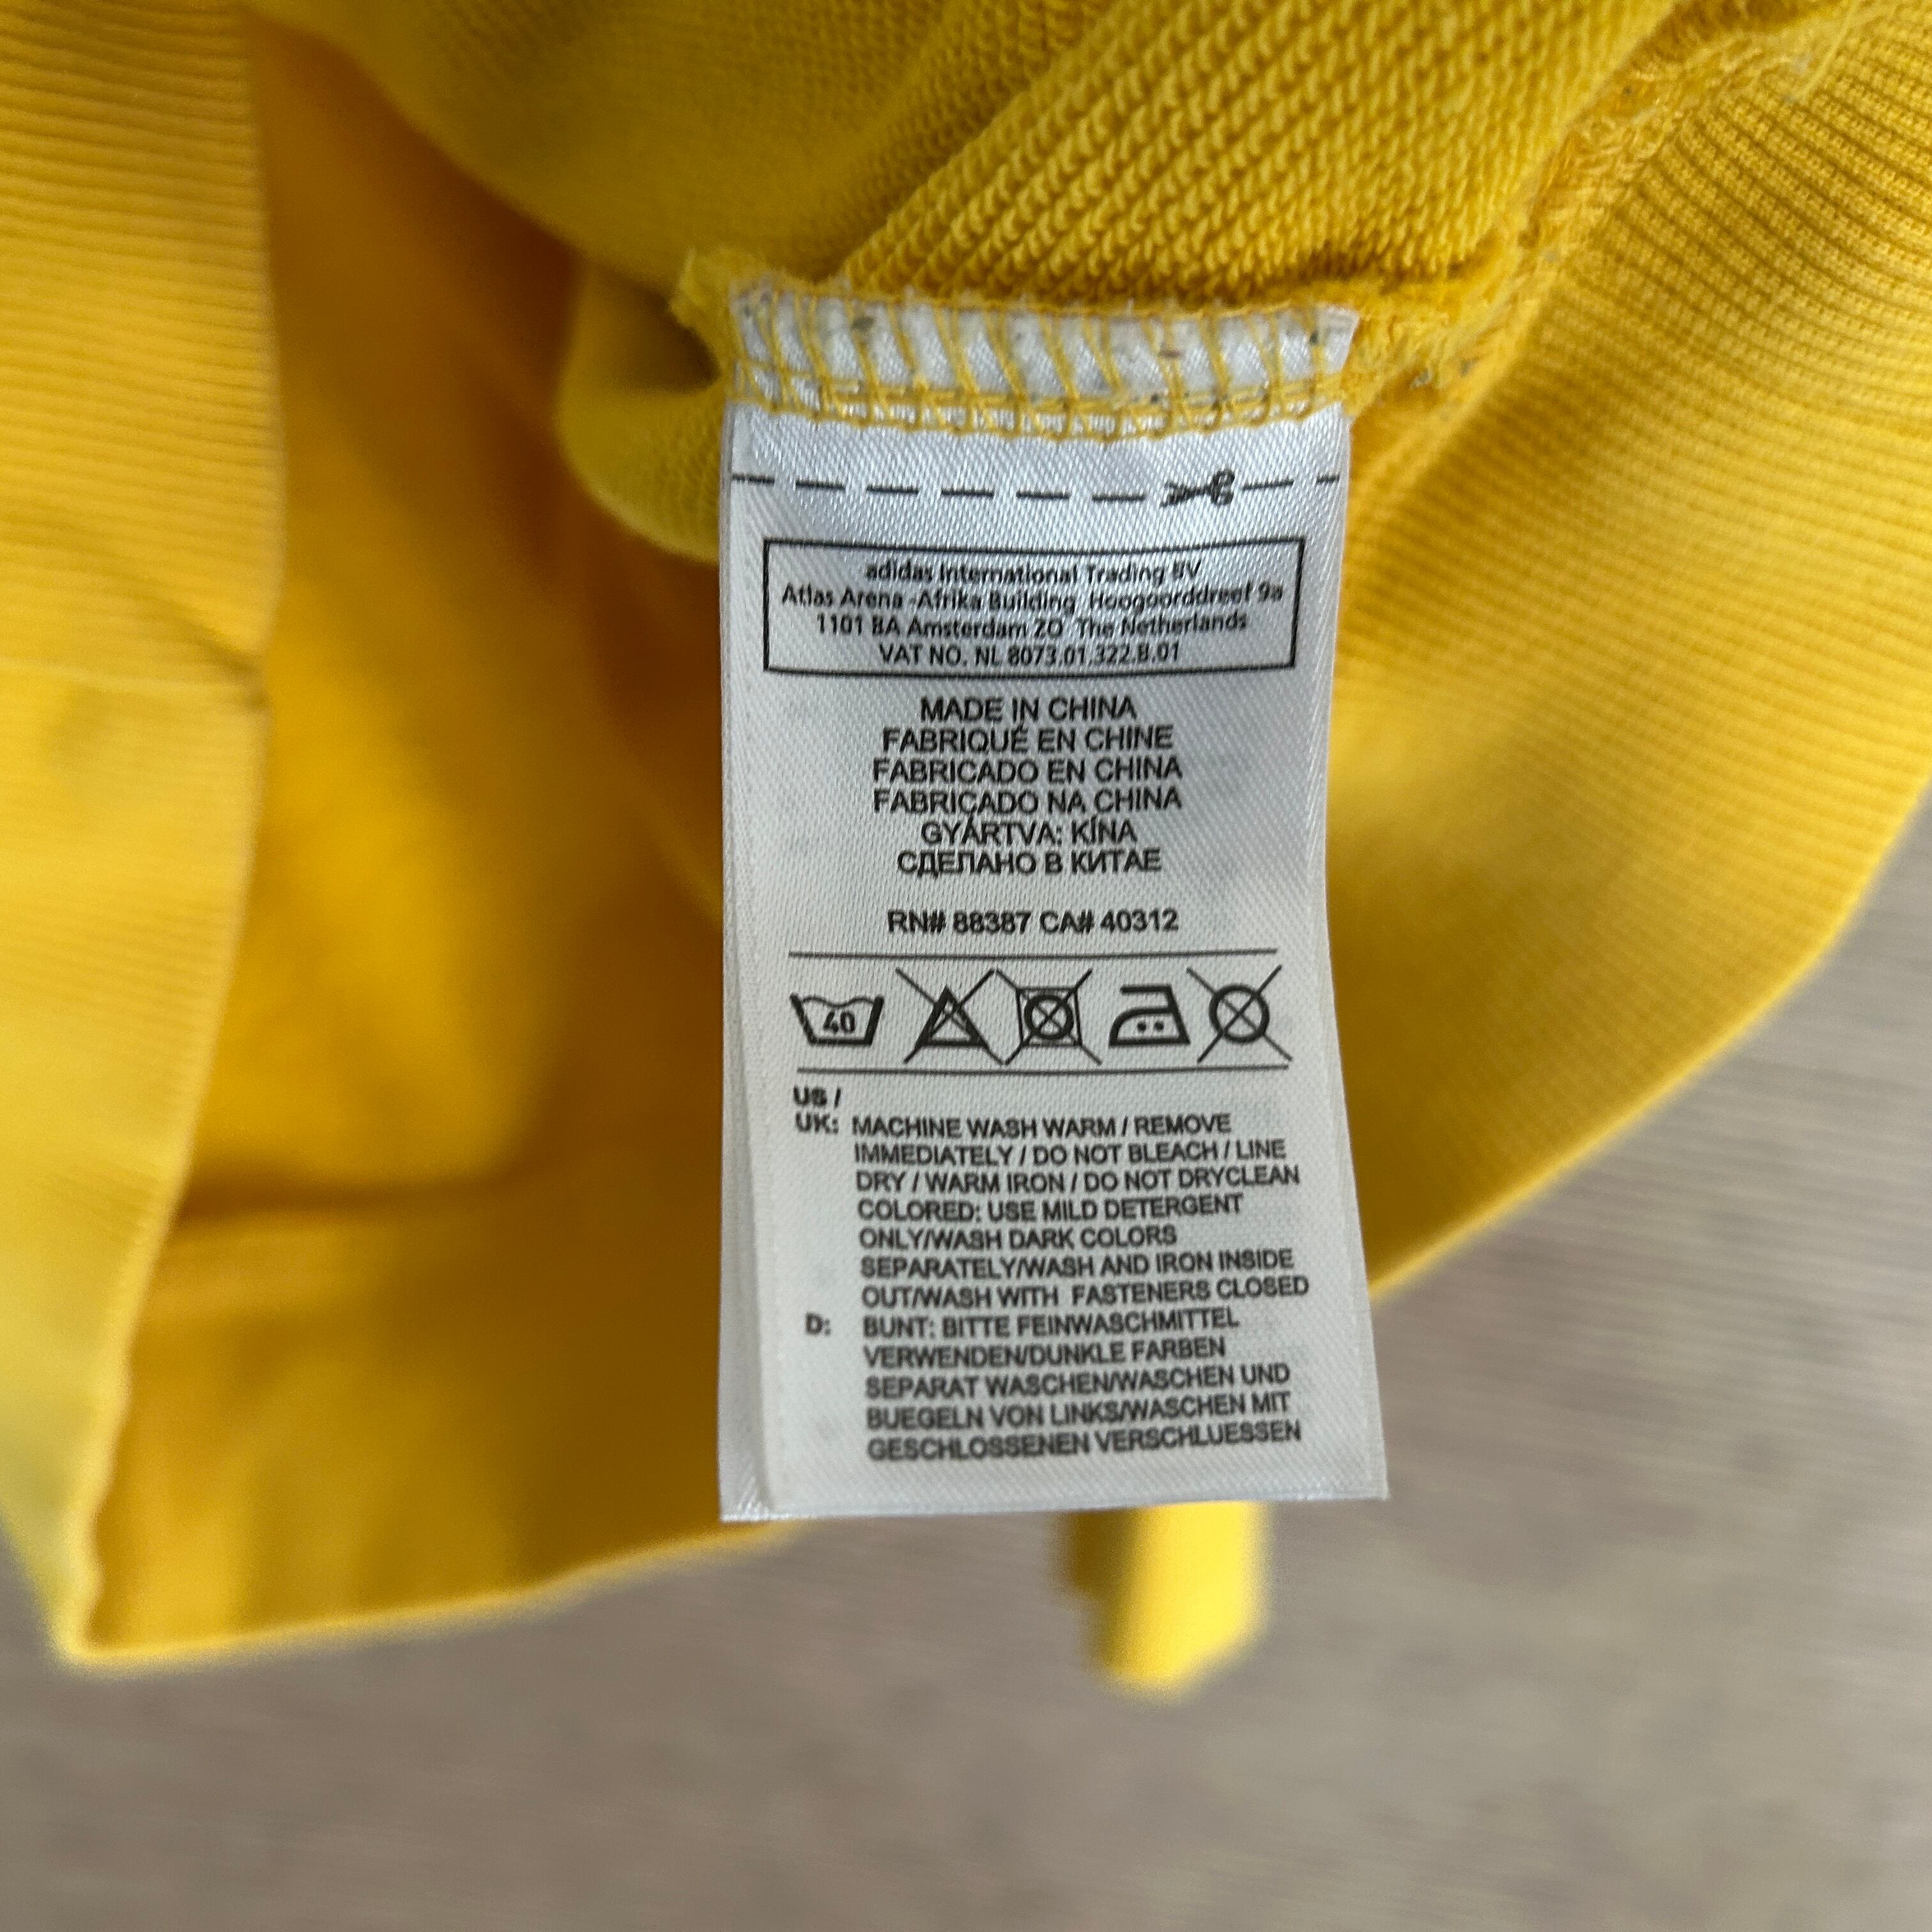 adidas International Trading BV
Atlas Arena -Afrika Building, Hoogoorddreef 9a
1101 BA Amsterdam ZO The Netherlands
VAT NO. NL 8073.01.322.B.01
MADE IN CHINA
FABRIQUÉ EN CHINE
FABRICADO EN CHINA
FABRICADO NA CHINA
GYÁRTVA: KÍNA
СДЕЛАНО В КИТАЕ
RN# 88387 CA# 40312
40
US /
UK: MACHINE WASH WARM / REMOVE
IMMEDIATELY / DO NOT BLEACH / LINE
DRY / WARM IRON / DO NOT DRYCLEAN
COLORED: USE MILD DETERGENT
ONLY/WASH DARK COLORS
SEPARATELY/WASH AND IRON INSIDE
OUT/WASH WITH FASTENERS CLOSED
D: BUNT: BITTE FEINWASCHMITTEL
VERWENDEN/DUNKLE FARBEN
SEPARAT WASCHEN/WASCHEN UND
BUEGELN VON LINKS/WASCHEN MIT
GESCHLOSSENEN VERSCHLUESSEN